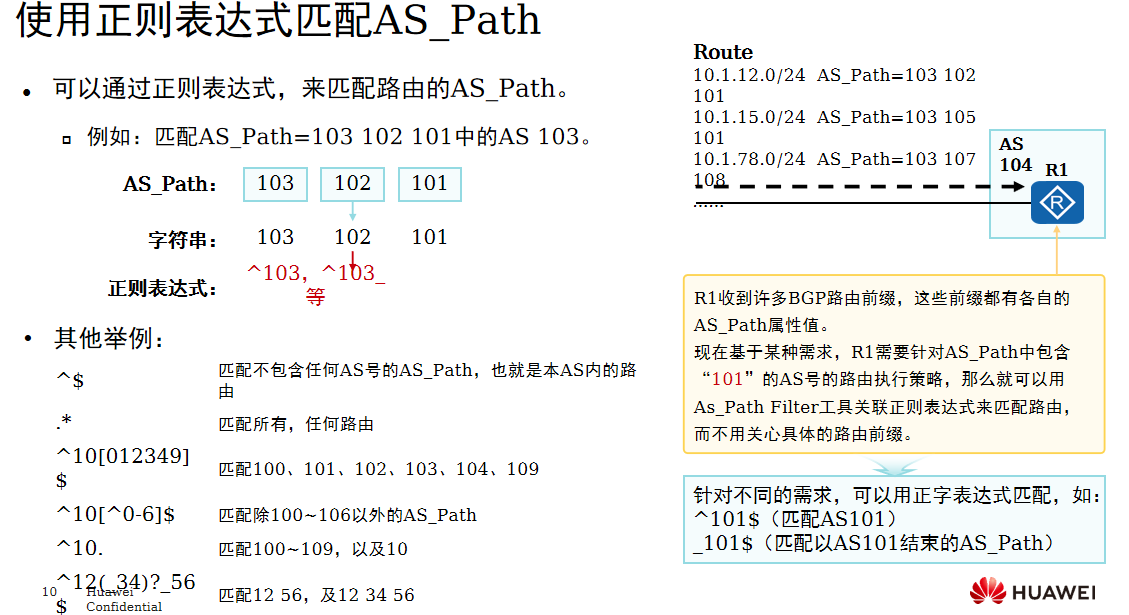 使用正则表达式匹配AS_Path
• 可以通过正则表达式，来匹配路由的AS_Path。
▫ 例如：匹配AS_Path=103 102 101中的AS 103。
AS_Path： 103 102 101
字符串： 103 102 101
正则表达式： ^103，^103_
等
• 其他举例：
^$ 匹配不包含任何AS号的AS_Path，也就是本AS内的路
由
.* 匹配所有，任何路由
^10[012349]
$ 匹配100、101、102、103、104、109
^10[^0-6]$ 匹配除100~106以外的AS_Path
^10. 匹配100~109，以及10
^12(_34)?_56
$ 匹配12 56，及12 34 56
Route
10.1.12.0/24 AS_Path=103 102
101
10.1.15.0/24 AS_Path=103 105
101
10.1.78.0/24 AS_Path=103 107
108
……
AS
104
R1
R
R1收到许多BGP路由前缀，这些前缀都有各自的
AS_Path属性值。
现在基于某种需求，R1需要针对AS_Path中包含
“101”的AS号的路由执行策略，那么就可以用
As_Path Filter工具关联正则表达式来匹配路由，
而不用关心具体的路由前缀。
针对不同的需求，可以用正字表达式匹配，如：
^101$（匹配AS101）
_101$（匹配以AS101结束的AS_Path）
10 Huawei
Confidential
HUAWEI